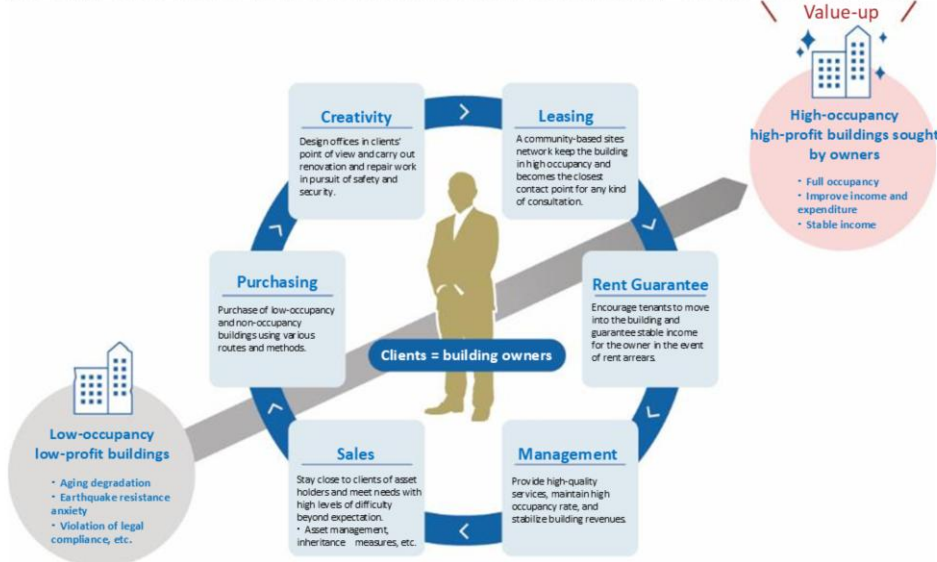 Value-up
High-occupancy
high-profit buildings sought
by owners
・Full occupancy
・Improve income and
expenditure
・Stable income
Creativity
Design offices in clients'
point of view and carry out
renovation and repair work
in pursuit of safety and
security.
Leasing
A community-based sites
network keep the building
in high occupancy and
becomes the closest
contact point for any kind
of consultation.
Purchasing
Purchase of low-occupancy
and non-occupancy
buildings using various
routes and methods.
Rent Guarantee
Encourage tenants to move
into the building and
guarantee stable income
for the owner in the event
of rent arrears.
Clients = building owners
Low-occupancy
low-profit buildings
・Aging degradation
・Earthquake resistance
anxiety
・Violation of legal
compliance, etc.
Sales
Stay close to clients of asset
holders and meet needs with
high levels of difficulty
beyond expectation.
・Asset management,
inheritance measures, etc.
Management
Provide high-quality
services, maintain high
occupancy rate, and
stabilize building revenues.